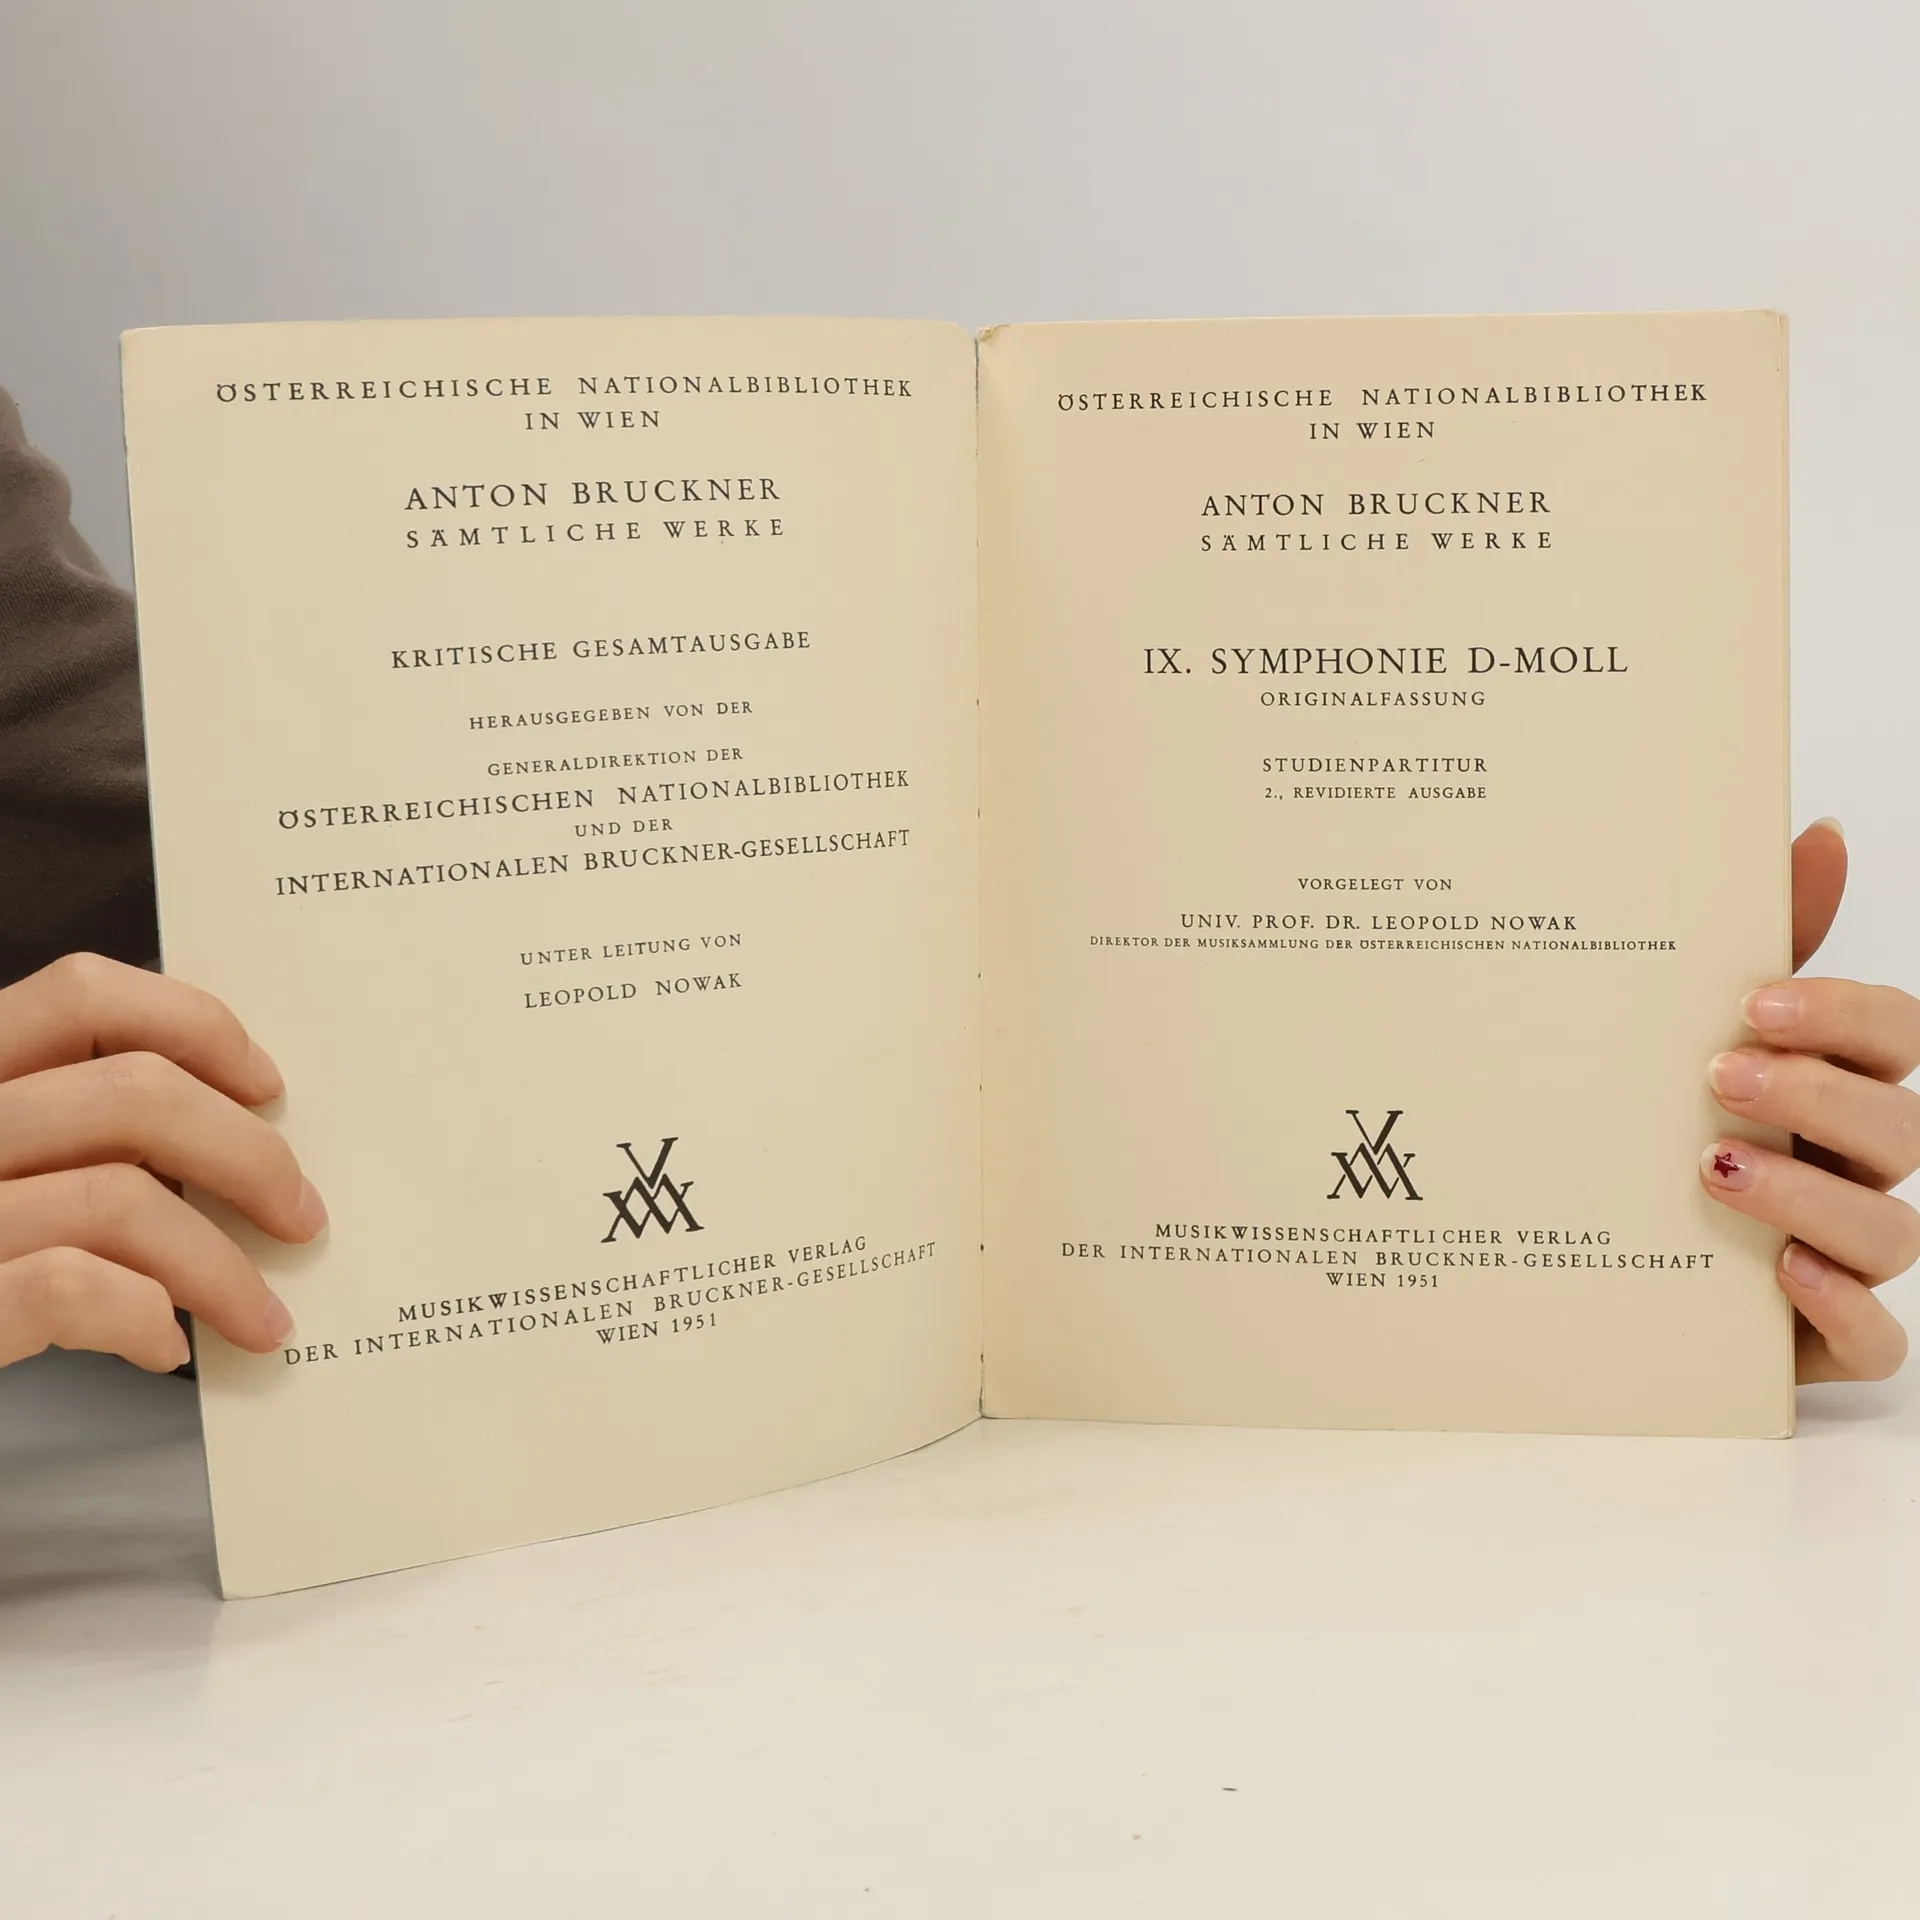 ÖSTERREICHISCHE NATIONALBIBLIOTHEK
IN WIEN
ANTON BRUCKNER
SÄMTLICHE WERKE
KRITISCHE GESAMTAUSGABE
HERAUSGEGEBEN VON DER
GENERALDIREKTION DER
ÖSTERREICHISCHEN NATIONALBIBLIOTHEK
UND DER
INTERNATIONALEN BRUCKNER-GESELLSCHAFT
UNTER LEITUNG VON
LEOPOLD NOWAK
MUSIKWISSENSCHAFTLICHER VERLAG
DER INTERNATIONALEN BRUCKNER-GESELLSCHAFT
WIEN 1951
ÖSTERREICHISCHE NATIONALBIBLIOTHEK
IN WIEN
ANTON BRUCKNER
SÄMTLICHE WERKE
IX. SYMPHONIE D-MOLL
ORIGINALFASSUNG
STUDIENPARTITUR
2., REVIDIERTE AUSGABE
VORGELEGT VON
UNIV. PROF. DR. LEOPOLD NOWAK
DIREKTOR DER MUSIKSAMMLUNG DER ÖSTERREICHISCHEN NATIONALBIBLIOTHEK
MUSIKWISSENSCHAFTLICHER VERLAG
DER INTERNATIONALEN BRUCKNER-GESELLSCHAFT
WIEN 1951